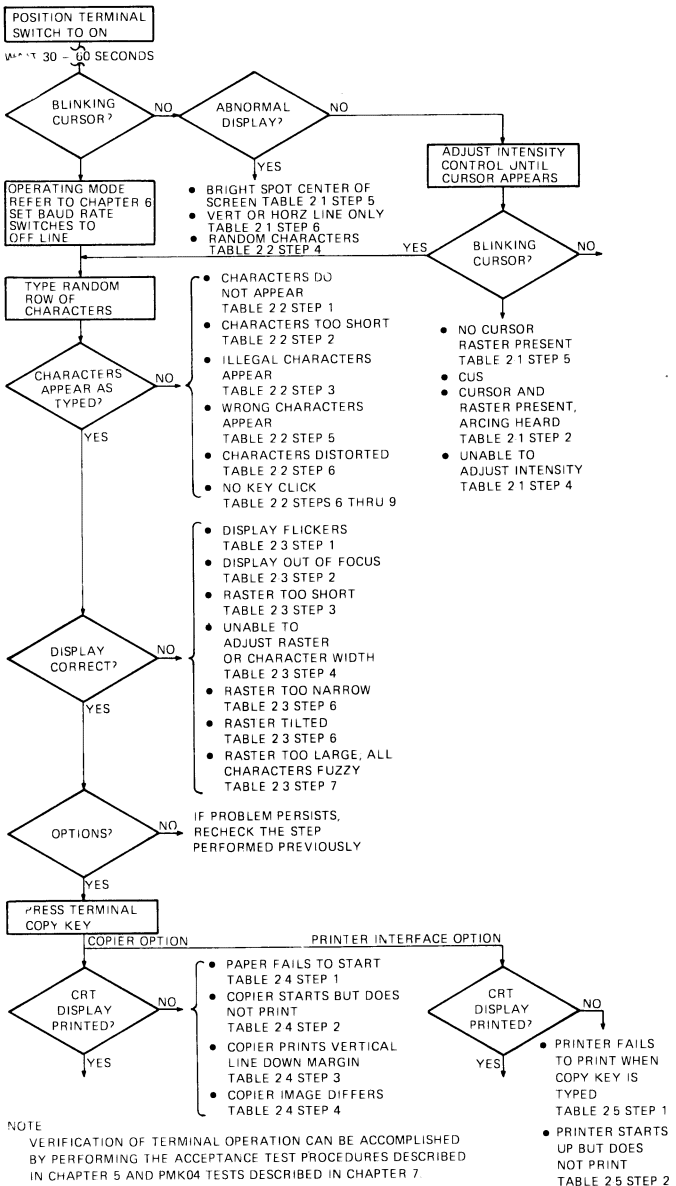 POSITION TERMINAL
SWITCH TO ON
30 - 60 SECONDS
BLINKING
CURSOR?
NO
ABNORMAL
DISPLAY?
NO
YES
ADJUST INTENSITY
CONTROL UNTIL
CURSOR APPEARS
OPERATING MODE
REFER TO CHAPTER 6
SET BAUD RATE
SWITCHES TO
OFF LINE
• BRIGHT SPOT CENTER OF
SCREEN TABLE 2 1 STEP 5
• VERT OR HORZ LINE ONLY
TABLE 2 1 STEP 6
• RANDOM CHARACTERS
TABLE 2 2 STEP 4
YES
BLINKING
CURSOR?
NO
TYPE RANDOM
ROW OF
CHARACTERS
CHARACTERS
APPEAR AS
TYPED?
NO
YES
• CHARACTERS DO
NOT APPEAR
TABLE 2 2 STEP 1
• CHARACTERS TOO SHORT
TABLE 2 2 STEP 2
• ILLEGAL CHARACTERS
APPEAR
TABLE 2 2 STEP 3
• WRONG CHARACTERS
APPEAR
TABLE 2 2 STEP 5
• CHARACTERS DISTORTED
TABLE 2 2 STEP 6
• NO KEY CLICK
TABLE 2 2 STEPS 6 THRU 9
• NO CURSOR
RASTER PRESENT
TABLE 2 1 STEP 5
• CUS
• CURSOR AND
RASTER PRESENT,
ARCING HEARD
TABLE 2 1 STEP 2
• UNABLE TO
ADJUST INTENSITY
TABLE 2 1 STEP 4
DISPLAY
CORRECT?
NO
YES
• DISPLAY FLICKERS
TABLE 2 3 STEP 1
• DISPLAY OUT OF FOCUS
TABLE 2 3 STEP 2
• RASTER TOO SHORT
TABLE 2 3 STEP 3
• UNABLE TO
ADJUST RASTER
OR CHARACTER WIDTH
TABLE 2 3 STEP 4
• RASTER TOO NARROW
TABLE 2 3 STEP 6
• RASTER TILTED
TABLE 2 3 STEP 6
• RASTER TOO LARGE; ALL
CHARACTERS FUZZY
TABLE 2 3 STEP 7
OPTIONS?
NO
IF PROBLEM PERSISTS,
RECHECK THE STEP
PERFORMED PREVIOUSLY
YES
PRESS TERMINAL
COPY KEY
COPIER OPTION
PRINTER INTERFACE OPTION
CRT
DISPLAY
PRINTED?
NO
YES
• PAPER FAILS TO START
TABLE 2 4 STEP 1
• COPIER STARTS BUT DOES
NOT PRINT
TABLE 2 4 STEP 2
• COPIER PRINTS VERTICAL
LINE DOWN MARGIN
TABLE 2 4 STEP 3
• COPIER IMAGE DIFFERS
TABLE 2 4 STEP 4
CRT
DISPLAY
PRINTED?
NO
YES
• PRINTER FAILS
TO PRINT WHEN
COPY KEY IS
TYPED
TABLE 2 5 STEP 1
• PRINTER STARTS
UP BUT DOES
NOT PRINT
TABLE 2 5 STEP 2
NOTE
VERIFICATION OF TERMINAL OPERATION CAN BE ACCOMPLISHED
BY PERFORMING THE ACCEPTANCE TEST PROCEDURES DESCRIBED
IN CHAPTER 5 AND PMK04 TESTS DESCRIBED IN CHAPTER 7